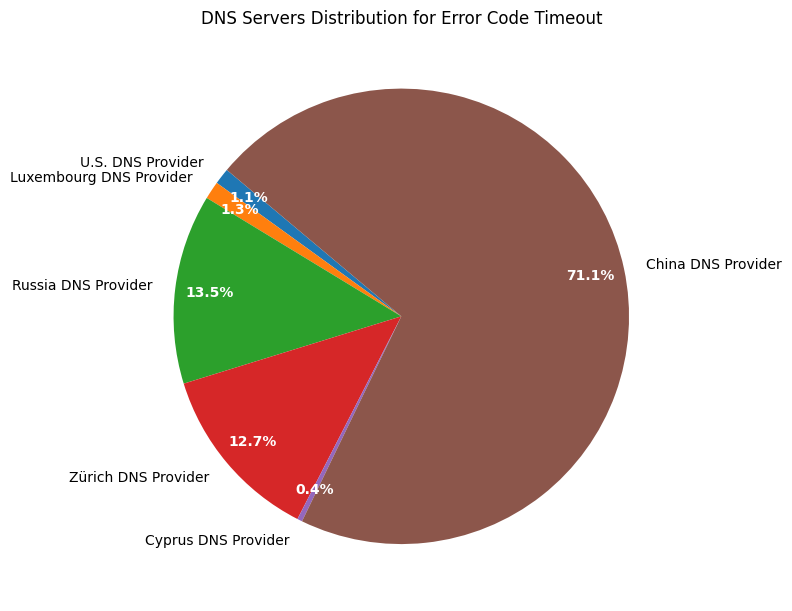 DNS Servers Distribution for Error Code Timeout
U.S. DNS Provider
1.1%
Luxembourg DNS Provider
1.3%
Russia DNS Provider
13.5%
Zürich DNS Provider
12.7%
Cyprus DNS Provider
0.4%
China DNS Provider
71.1%